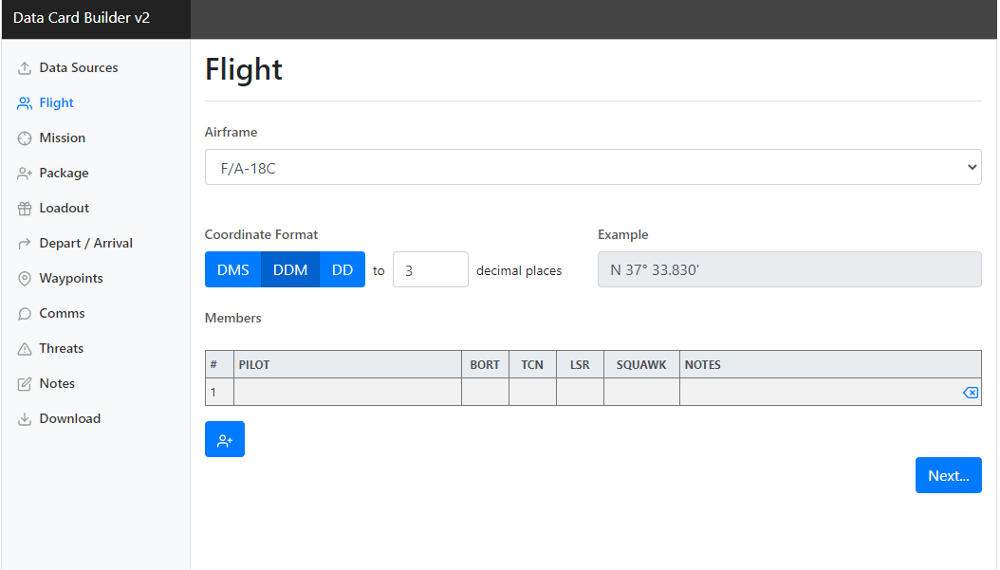 Data Card Builder v2
Data Sources
Flight
Mission
Package
Loadout
Depart / Arrival
Waypoints
Comms
Threats
Notes
Download
Flight
Airframe
F/A-18C
Coordinate Format
Example
DMS DDM DD to 3 decimal places
N 37° 33.830'
Members
# PILOT BORT TCN LSR SQUAWK NOTES
1
Next...